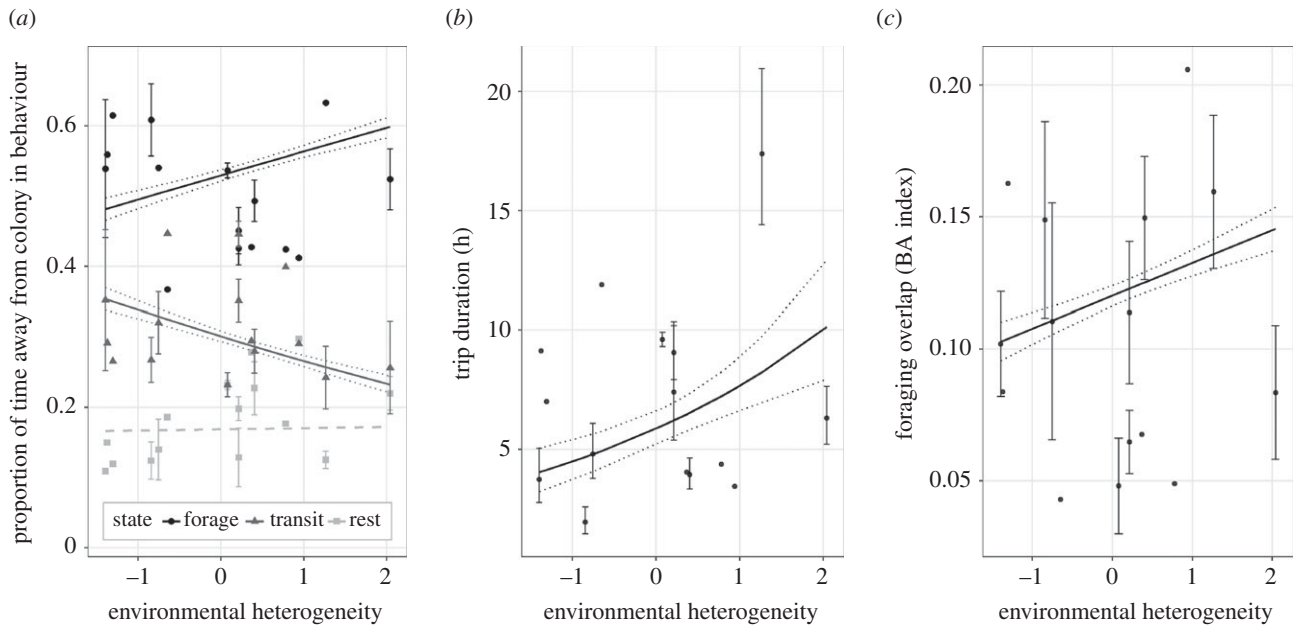 (a)
proportion of time away from colony in behaviour
0.6
0.4
0.2
0
state forage transit rest
–1 0 1 2
environmental heterogeneity
(b)
trip duration (h)
20
15
10
5
–1 0 1 2
environmental heterogeneity
(c)
foraging overlap (BA index)
0.20
0.15
0.10
0.05
–1 0 1 2
environmental heterogeneity